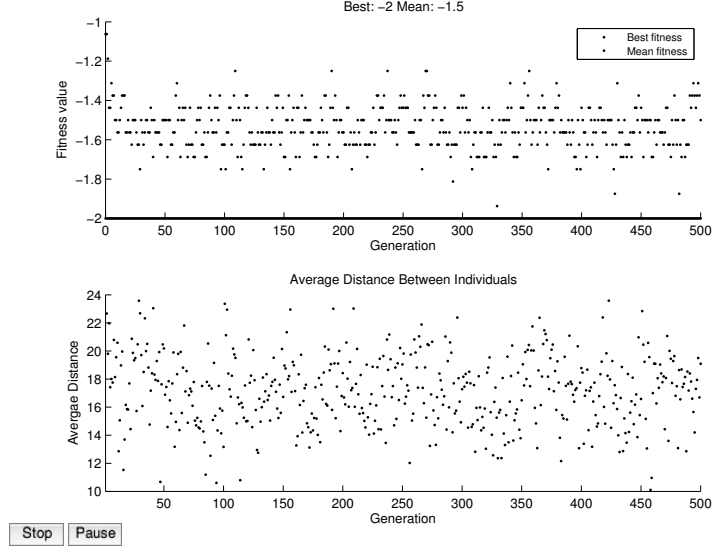 Best: −2 Mean: −1.5
Best fitness
Mean fitness
Fitness value
−1
−1.2
−1.4
−1.6
−1.8
−2
0 50 100 150 200 250 300 350 400 450 500
Generation
Average Distance Between Individuals
Avergae Distance
24
22
20
18
16
14
12
10
50 100 150 200 250 300 350 400 450 500
Generation
Stop Pause